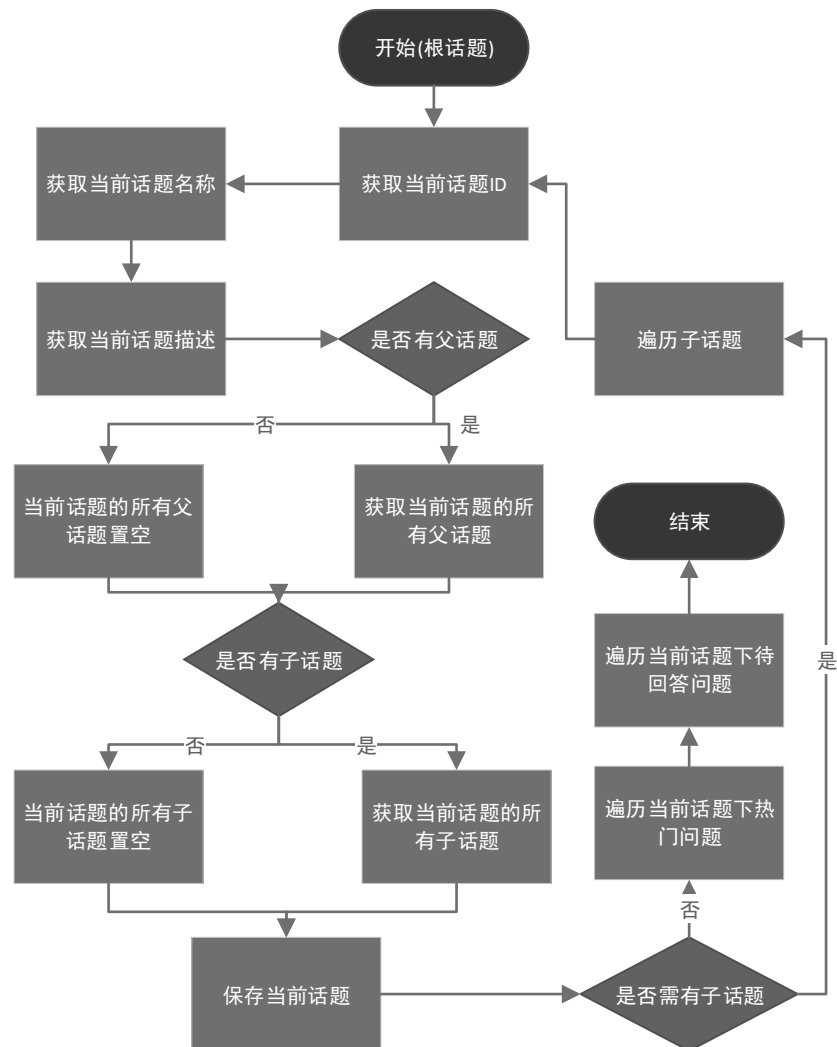 开始(根话题)
获取当前话题名称
获取当前话题ID
获取当前话题描述
是否有父话题
遍历子话题
否
是
当前话题的所有父
话题置空
获取当前话题的所
有父话题
结束
是否有子话题
遍历当前话题下待
回答问题
是
否
是
当前话题的所有子
话题置空
获取当前话题的所
有子话题
遍历当前话题下热
门问题
否
保存当前话题
是否需有子话题